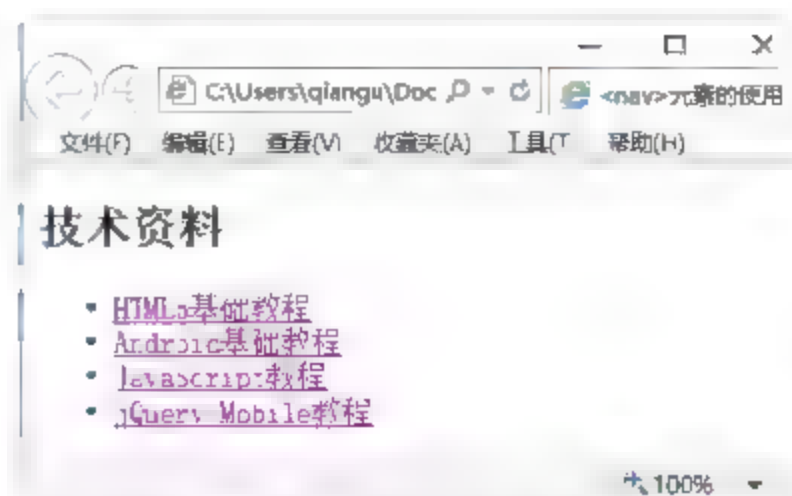 C:\Users\qiangu\Doc <nav>元素的使用
文件(F) 编辑(E) 查看(V) 收藏夹(A) 工具(T 帮助(H)
技术资料
HTML5基础教程
Android基础教程
Javascript教程
jQuery Mobile教程
100%